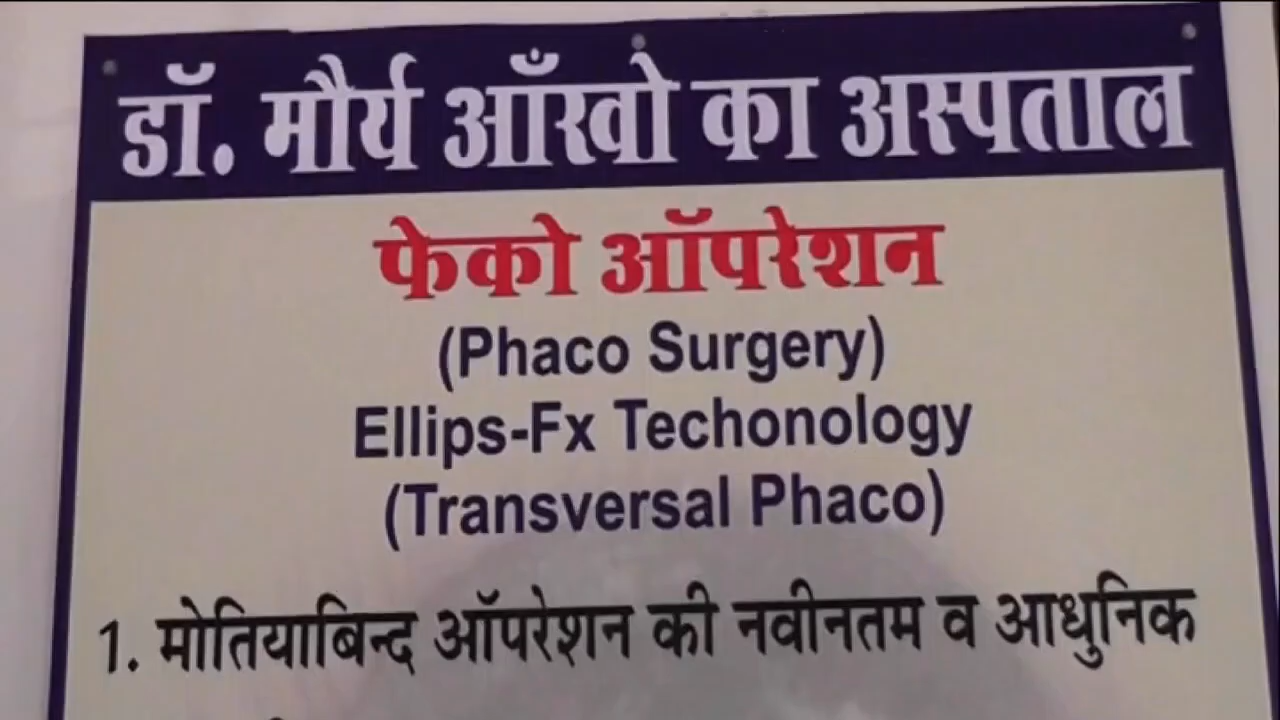 डॉ. मौर्य आँखो का अस्पताल
फेको ऑपरेशन
(Phaco Surgery)
Ellips-Fx Techonology
(Transversal Phaco)
1. मोतियाबिन्द ऑपरेशन की नवीनतम व आधुनिक